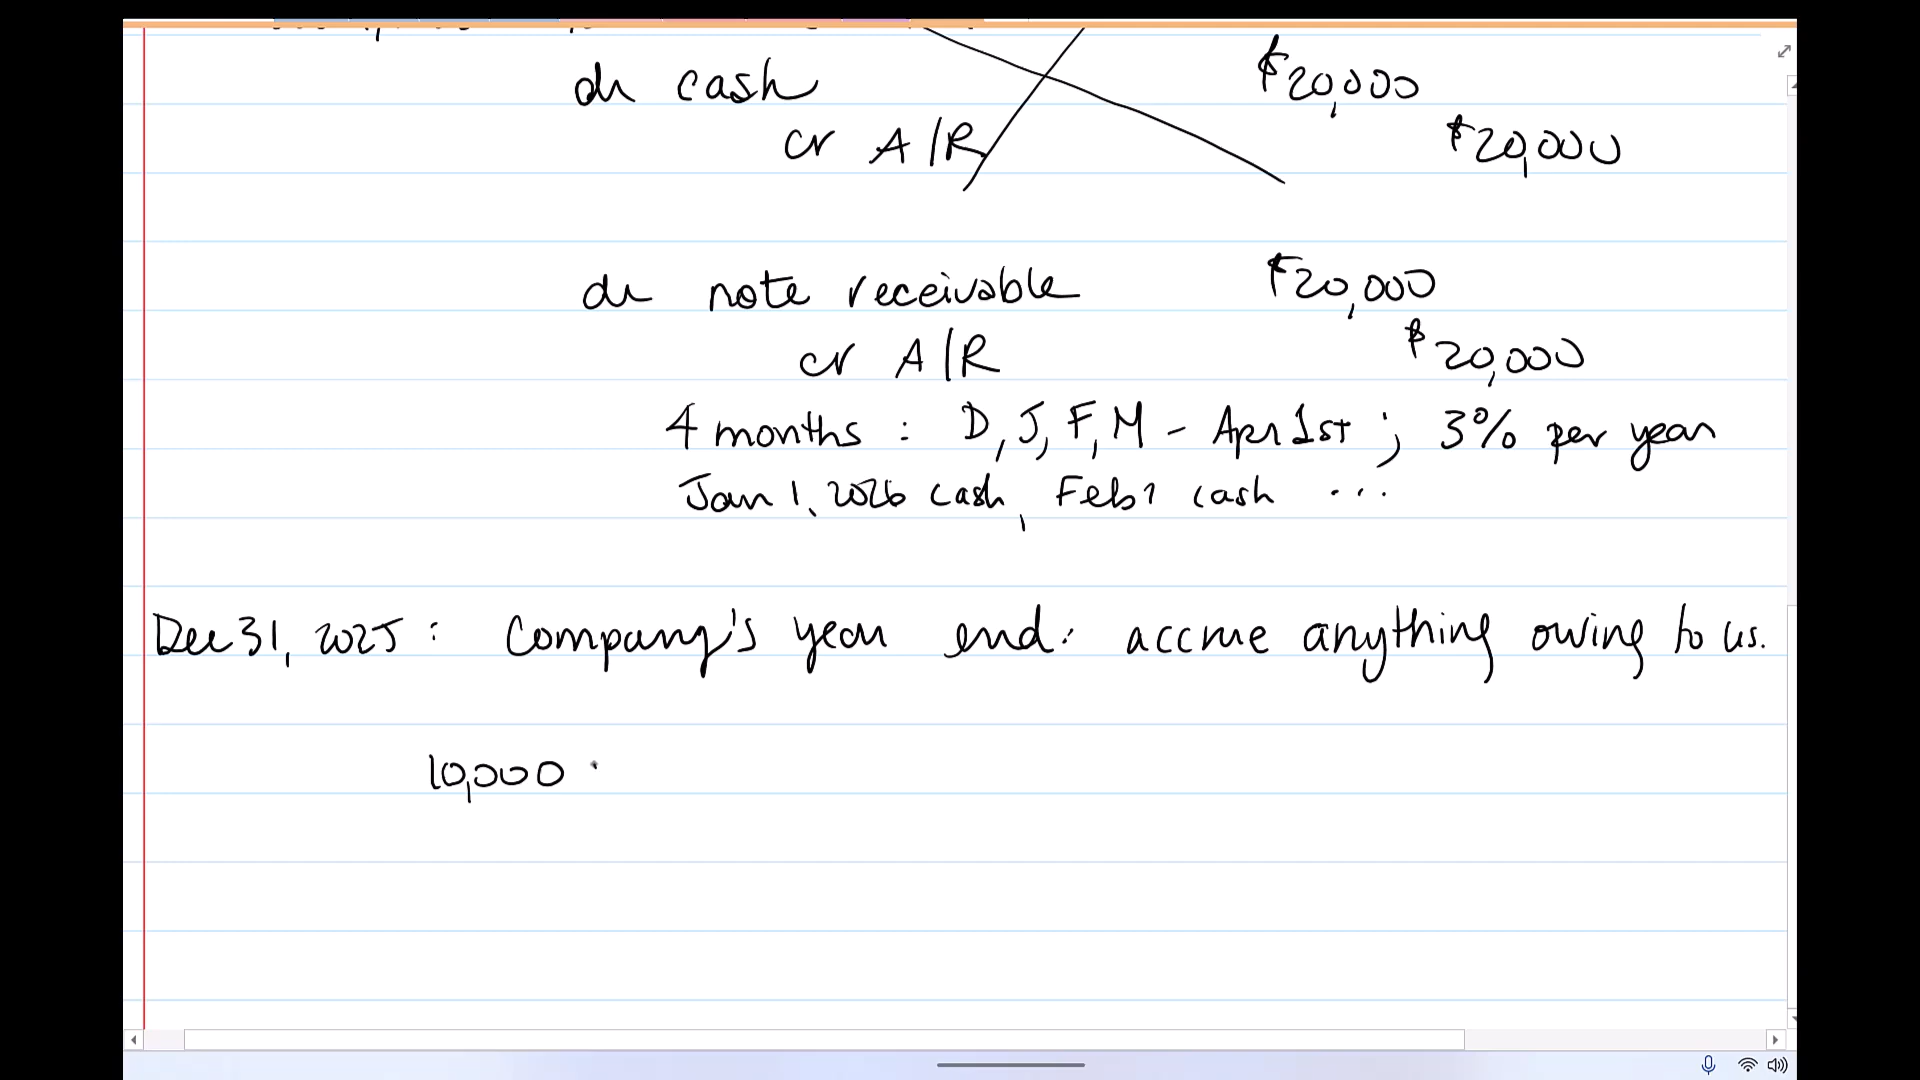 dr cash $20,000
cr A/R $20,000
dr note receivable $20,000
cr A/R $20,000
4 months : D, J, F, M - Apr 1st ; 3% per year
Jan 1, 2026 cash, Feb 1 cash ...
Dec 31, 2025 : Company's year end: accrue anything owing to us.
10,000